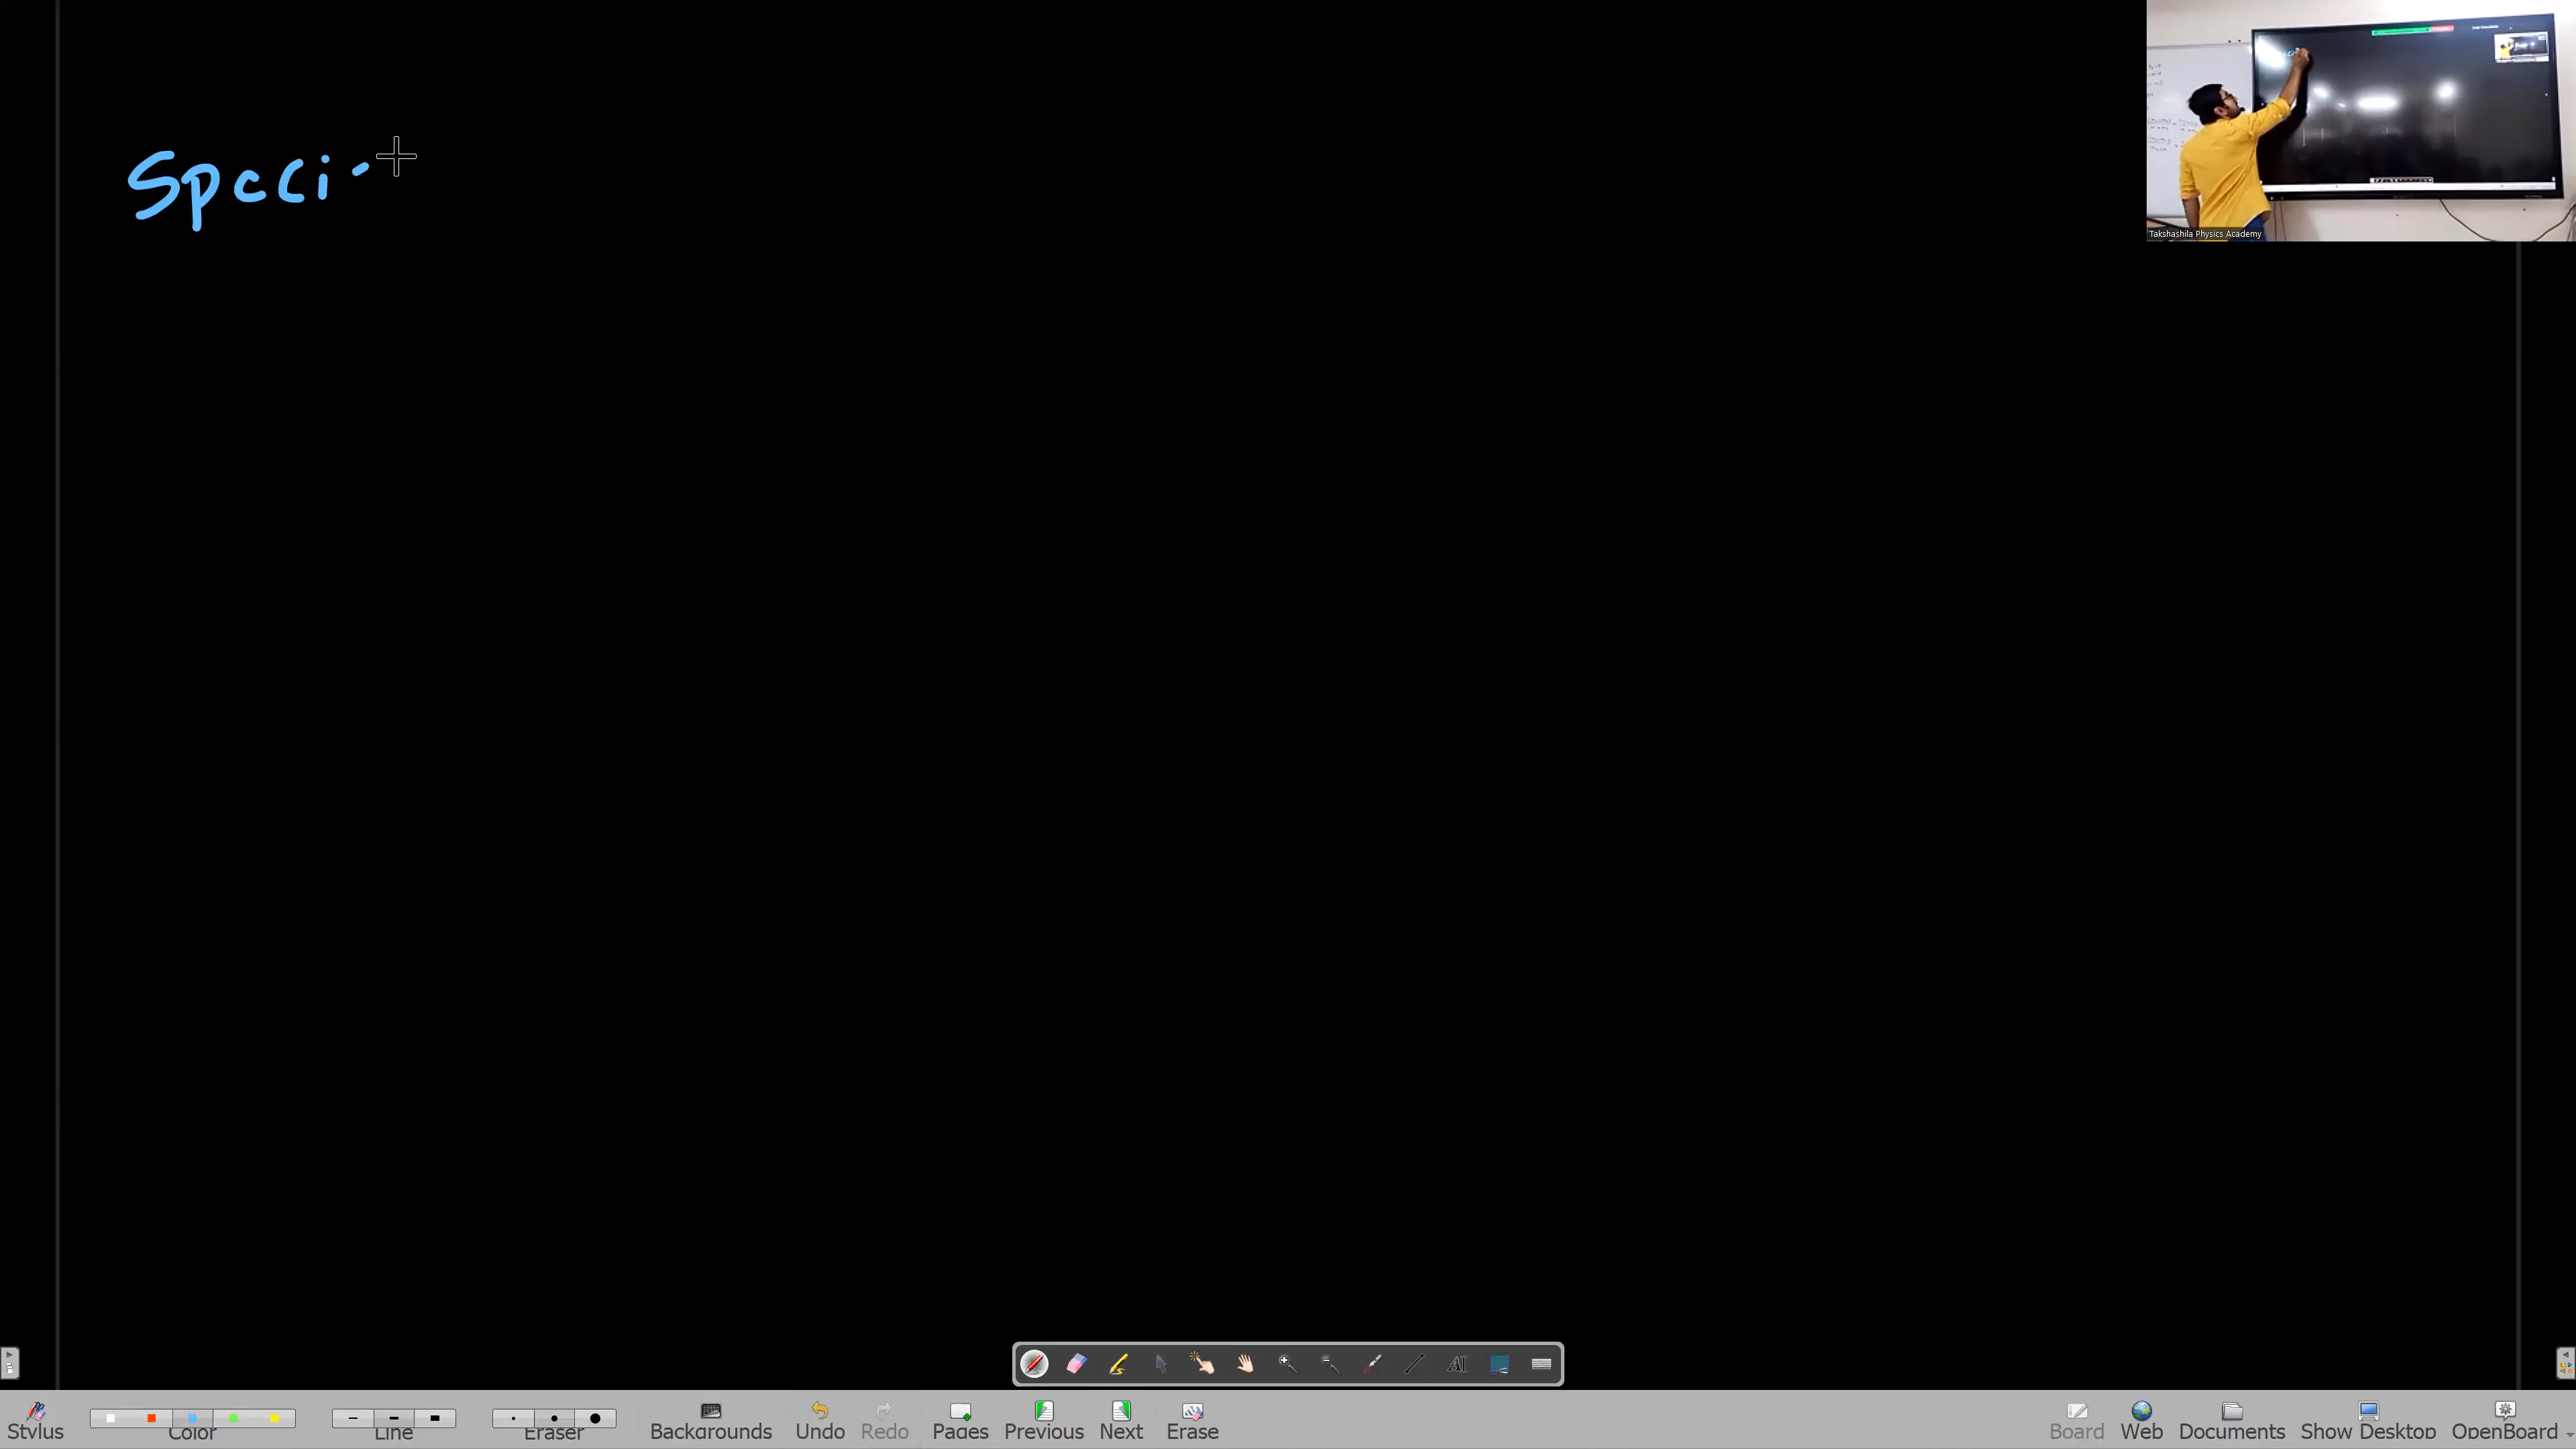 Speci
Takshashila Physics Academy
Stylus Color Line Eraser Backgrounds Undo Redo Pages Previous Next Erase Board Web Documents Show Desktop OpenBoard